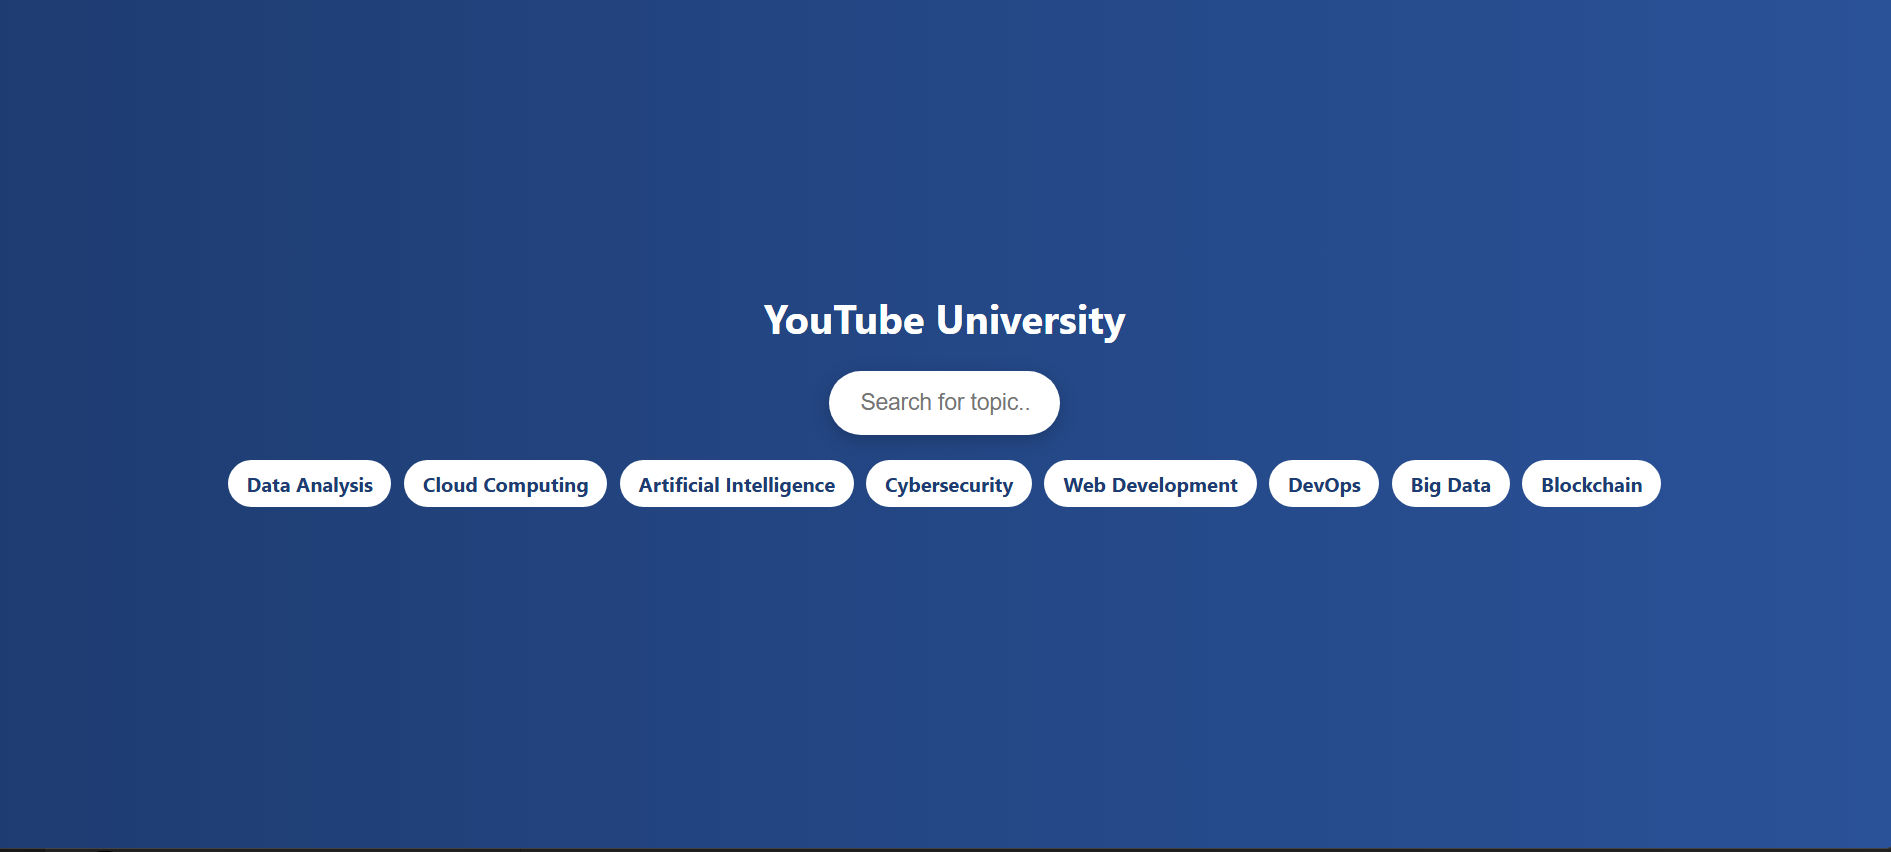 YouTube University
Search for topic..
Data Analysis Cloud Computing Artificial Intelligence Cybersecurity Web Development DevOps Big Data Blockchain